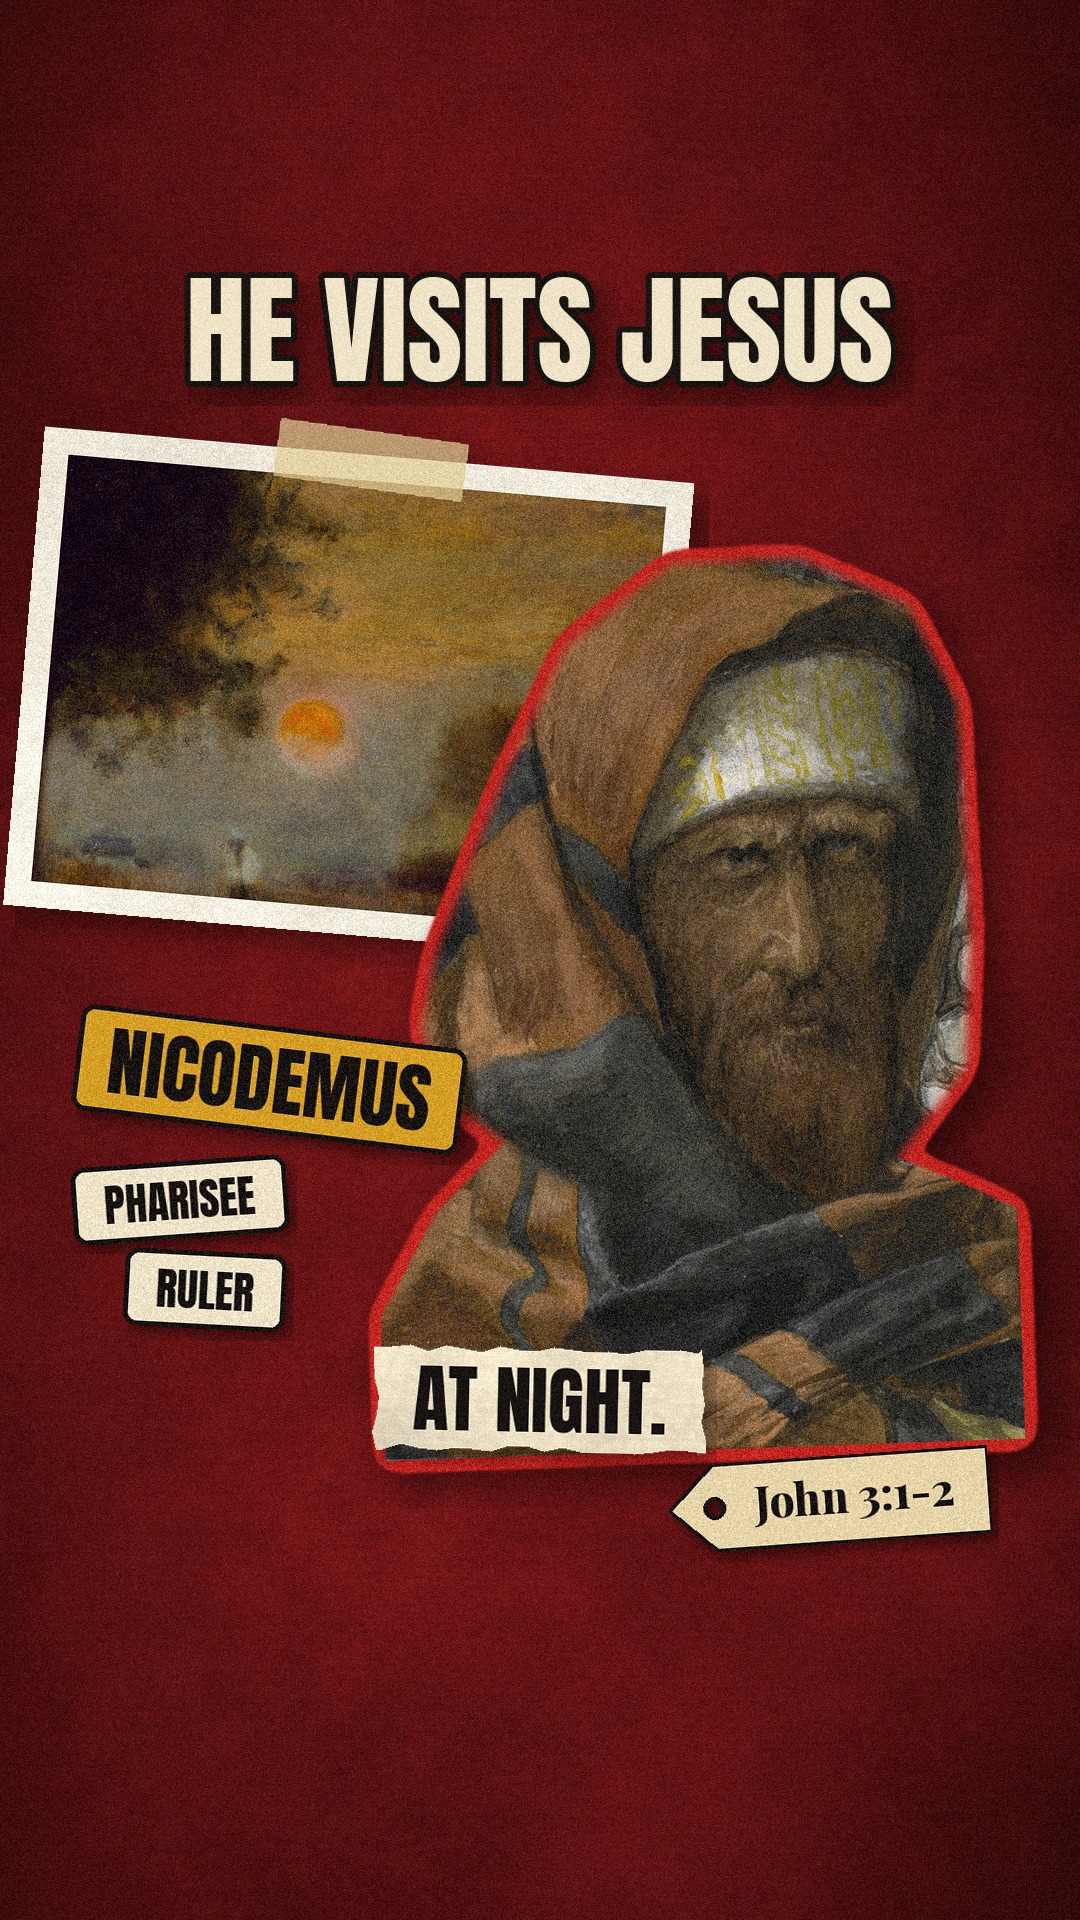 HE VISITS JESUS
NICODEMUS
PHARISEE
RULER
AT NIGHT.
John 3:1-2